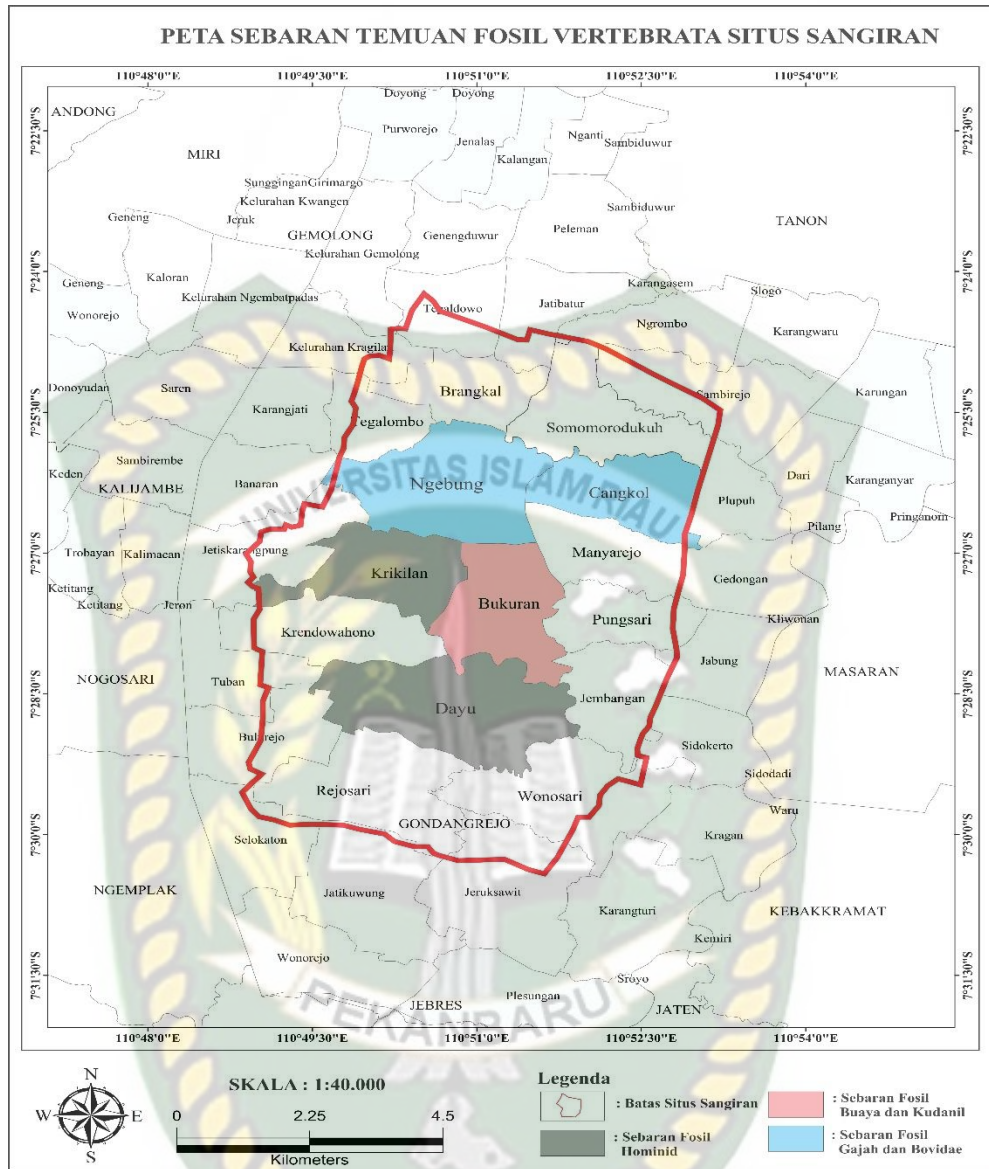 PETA SEBARAN TEMUAN FOSIL VERTEBRATA SITUS SANGIRAN
110°48'0"E 110°49'30"E 110°51'0"E 110°52'30"E 110°54'0"E
Doyong Doyong
ANDONG
7°22'30"S 7°22'30"S
Purworejo
Nganti
Jenalas
Sambiduwur
MIRI
Kalangan
Sunggingan Girimargo
Kelurahan Kwangen
Sambiduwur
Geneng
Jeruk
TANON
GEMOLONG
Genengduwur
Peleman
Kelurahan Gemolong
7°24'0"S 7°24'0"S
Geneng
Kaloran
Karangasem
Slogo
Kelurahan Ngembatpadas
Tegaldowo
Jatibatur
Wonorejo
Ngrombo
Karangwaru
Kelurahan Kragilan
Donoyudan
Saren
Brangkal
Sambirejo
Karungan
Karangjati
7°25'30"S 7°25'30"S
Tegalombo
Somomorodukuh
Sambirembe
Keden
KALIJAMBE
Banaran
Ngebung
Cangkol
Plupuh
Dari
Karanganyar
UNIVERSITAS ISLAM RIAU
Pilang
Pringanom
Trobayan
Kalimacan
Jetiskarangpung
Manyarejo
7°27'0"S 7°27'0"S
Krikilan
Gedongan
Ketitang
Ketitang
Jeron
Bukuran
Kliwonan
Krendowahono
Pungsari
Jabung
MASARAN
NOGOSARI
Tuban
Jembangan
7°28'30"S 7°28'30"S
Dayu
Sidokerto
Sidodadi
Rejosari
Wonosari
Waru
GONDANGREJO
Kragan
7°30'0"S 7°30'0"S
Selokaton
NGEMPLAK
Jatikuwung
Jeruksawit
Karangturi
KEBAKKRAMAT
Kemiri
Wonorejo
Sroyo
7°31'30"S 7°31'30"S
Plesungan
PEKANBARU
JEBRES
JATEN
110°48'0"E 110°49'30"E 110°51'0"E 110°52'30"E 110°54'0"E
N
W E
S
SKALA : 1:40.000
0 2.25 4.5
Kilometers
Legenda
: Batas Situs Sangiran
: Sebaran Fosil
Hominid
: Sebaran Fosil
Buaya dan Kudanil
: Sebaran Fosil
Gajah dan Bovidae